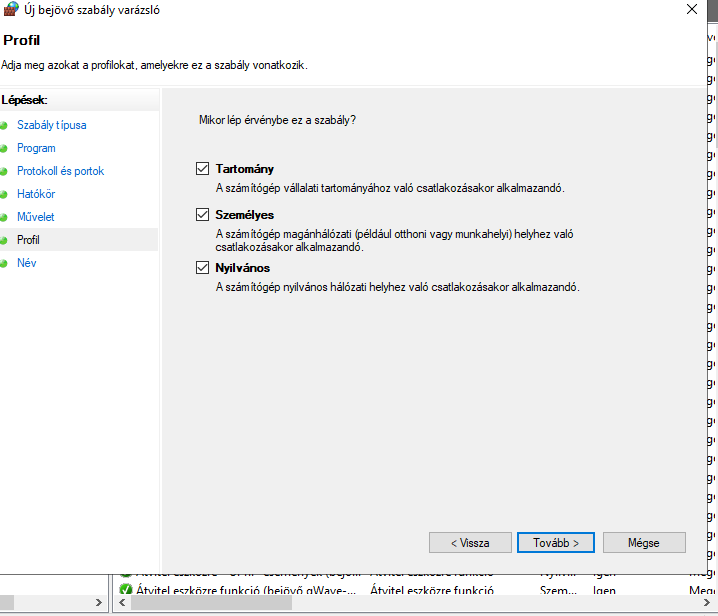 Új bejövő szabály varázsló
Profil
Adja meg azokat a profilokat, amelyekre ez a szabály vonatkozik.
Lépések:
Szabály típusa
Program
Protokoll és portok
Hatókör
Művelet
Profil
Név
Mikor lép érvénybe ez a szabály?
Tartomány
A számítógép vállalati tartományához való csatlakozásakor alkalmazandó.
Személyes
A számítógép magánhálózati (például otthoni vagy munkahelyi) helyhez való
csatlakozásakor alkalmazandó.
Nyilvános
A számítógép nyilvános hálózati helyhez való csatlakozásakor alkalmazandó.
< Vissza
Tovább >
Mégse
Átvitel eszközre funkció (bejövő qWave-... Átvitel eszközre funkció Szem... Igen